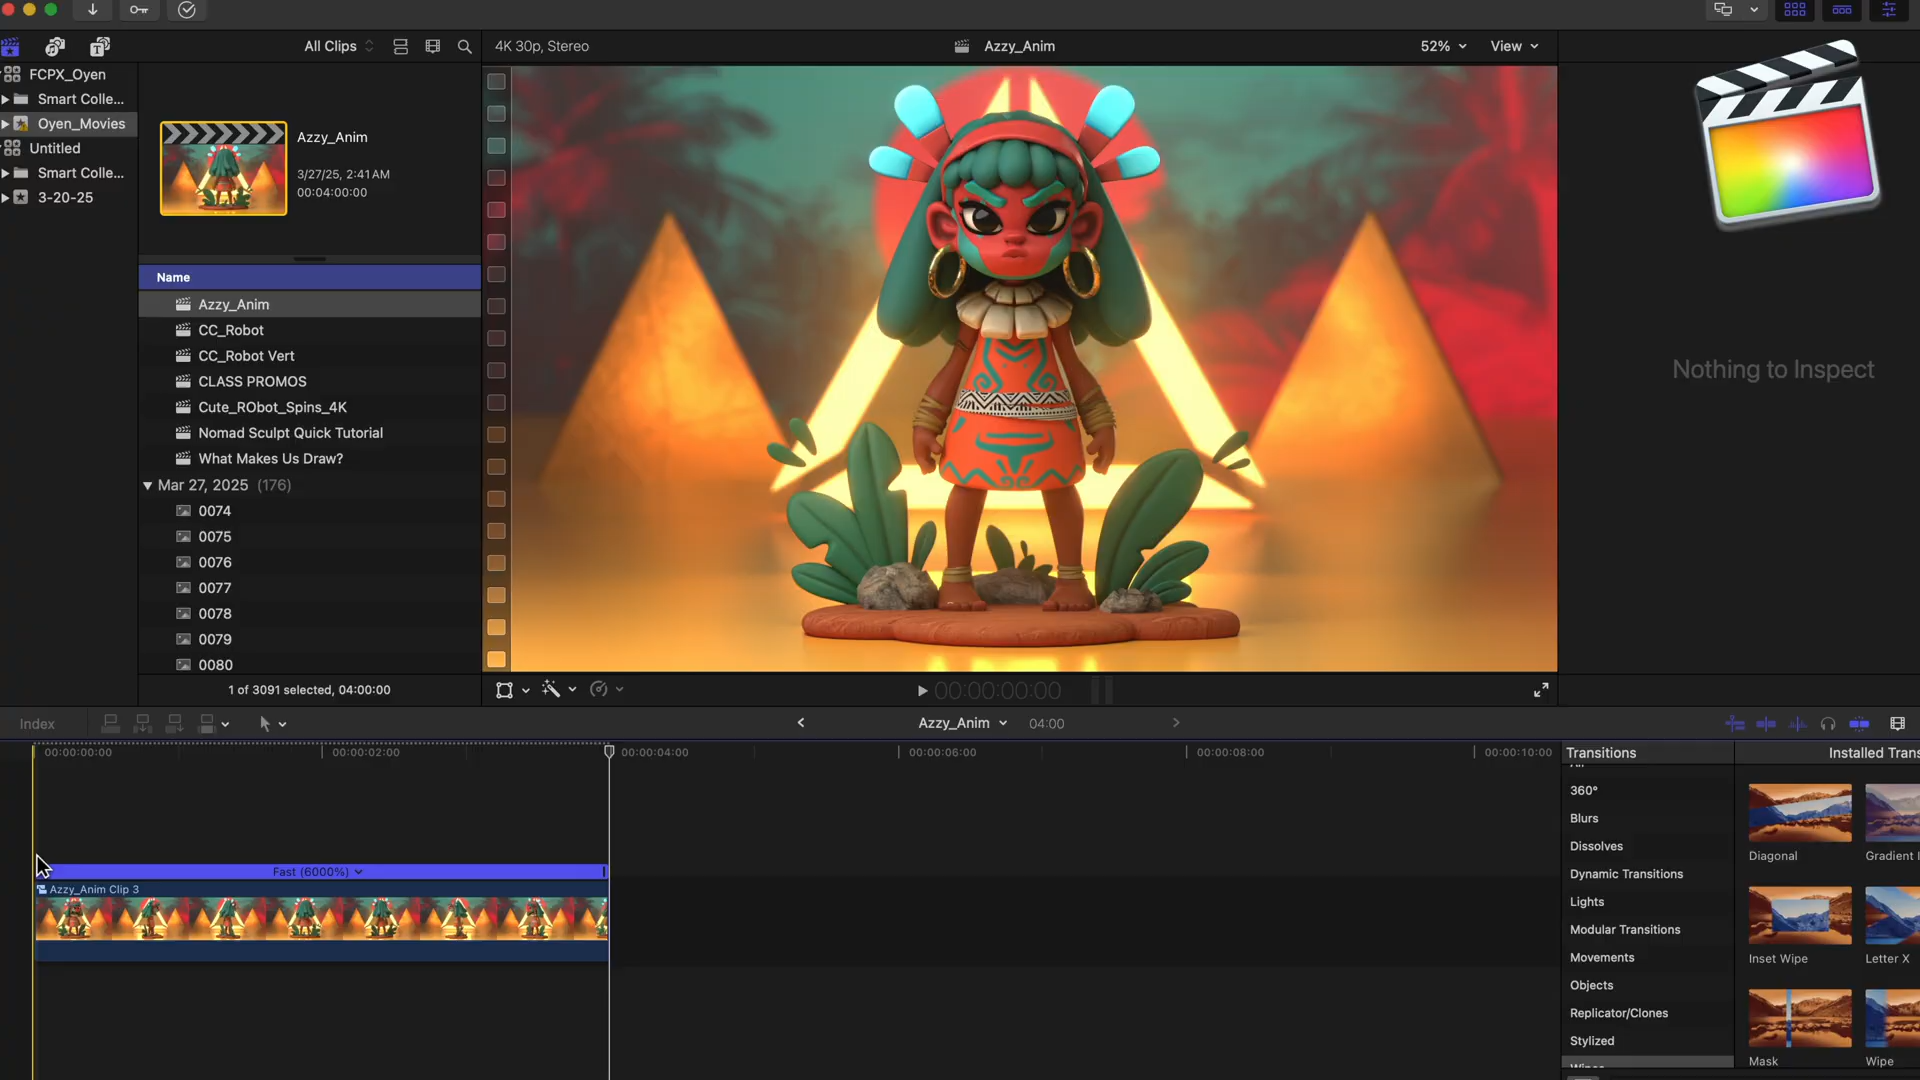 All Clips
4K 30p, Stereo
Azzy_Anim
52%
View
FCPX_Oyen
Smart Colle...
Oyen_Movies
Untitled
Smart Colle...
3-20-25
Azzy_Anim
3/27/25, 2:41 AM
00:04:00:00
Name
Azzy_Anim
CC_Robot
CC_Robot Vert
CLASS PROMOS
Cute_RObot_Spins_4K
Nomad Sculpt Quick Tutorial
What Makes Us Draw?
Mar 27, 2025 (176)
0074
0075
0076
0077
0078
0079
0080
1 of 3091 selected, 04:00:00
Nothing to Inspect
00:00:00:00
Index
Azzy_Anim
04:00
00:00:00:00
00:00:02:00
00:00:04:00
00:00:06:00
00:00:08:00
00:00:10:00
Fast (6000%)
Azzy_Anim Clip 3
Transitions
Installed Trans
360°
Blurs
Dissolves
Dynamic Transitions
Lights
Modular Transitions
Movements
Objects
Replicator/Clones
Stylized
Diagonal
Gradient I
Inset Wipe
Letter X
Mask
Wipe